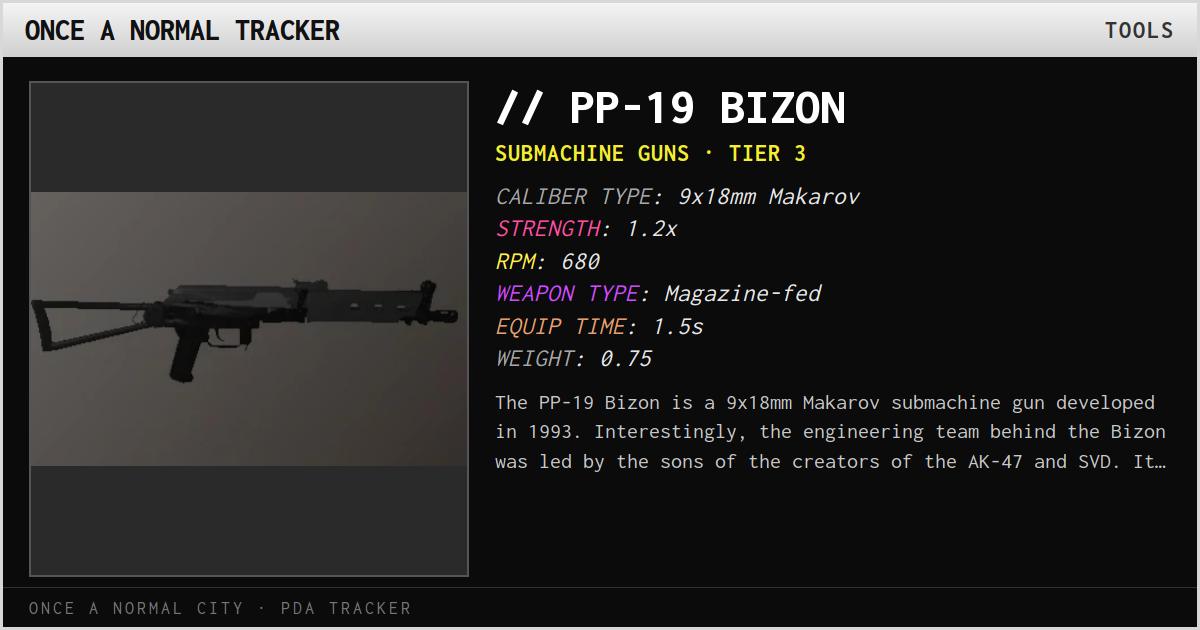 ONCE A NORMAL TRACKER
TOOLS
// PP-19 BIZON
SUBMACHINE GUNS · TIER 3
CALIBER TYPE: 9x18mm Makarov
STRENGTH: 1.2x
RPM: 680
WEAPON TYPE: Magazine-fed
EQUIP TIME: 1.5s
WEIGHT: 0.75
The PP-19 Bizon is a 9x18mm Makarov submachine gun developed
in 1993. Interestingly, the engineering team behind the Bizon
was led by the sons of the creators of the AK-47 and SVD. It…
ONCE A NORMAL CITY · PDA TRACKER